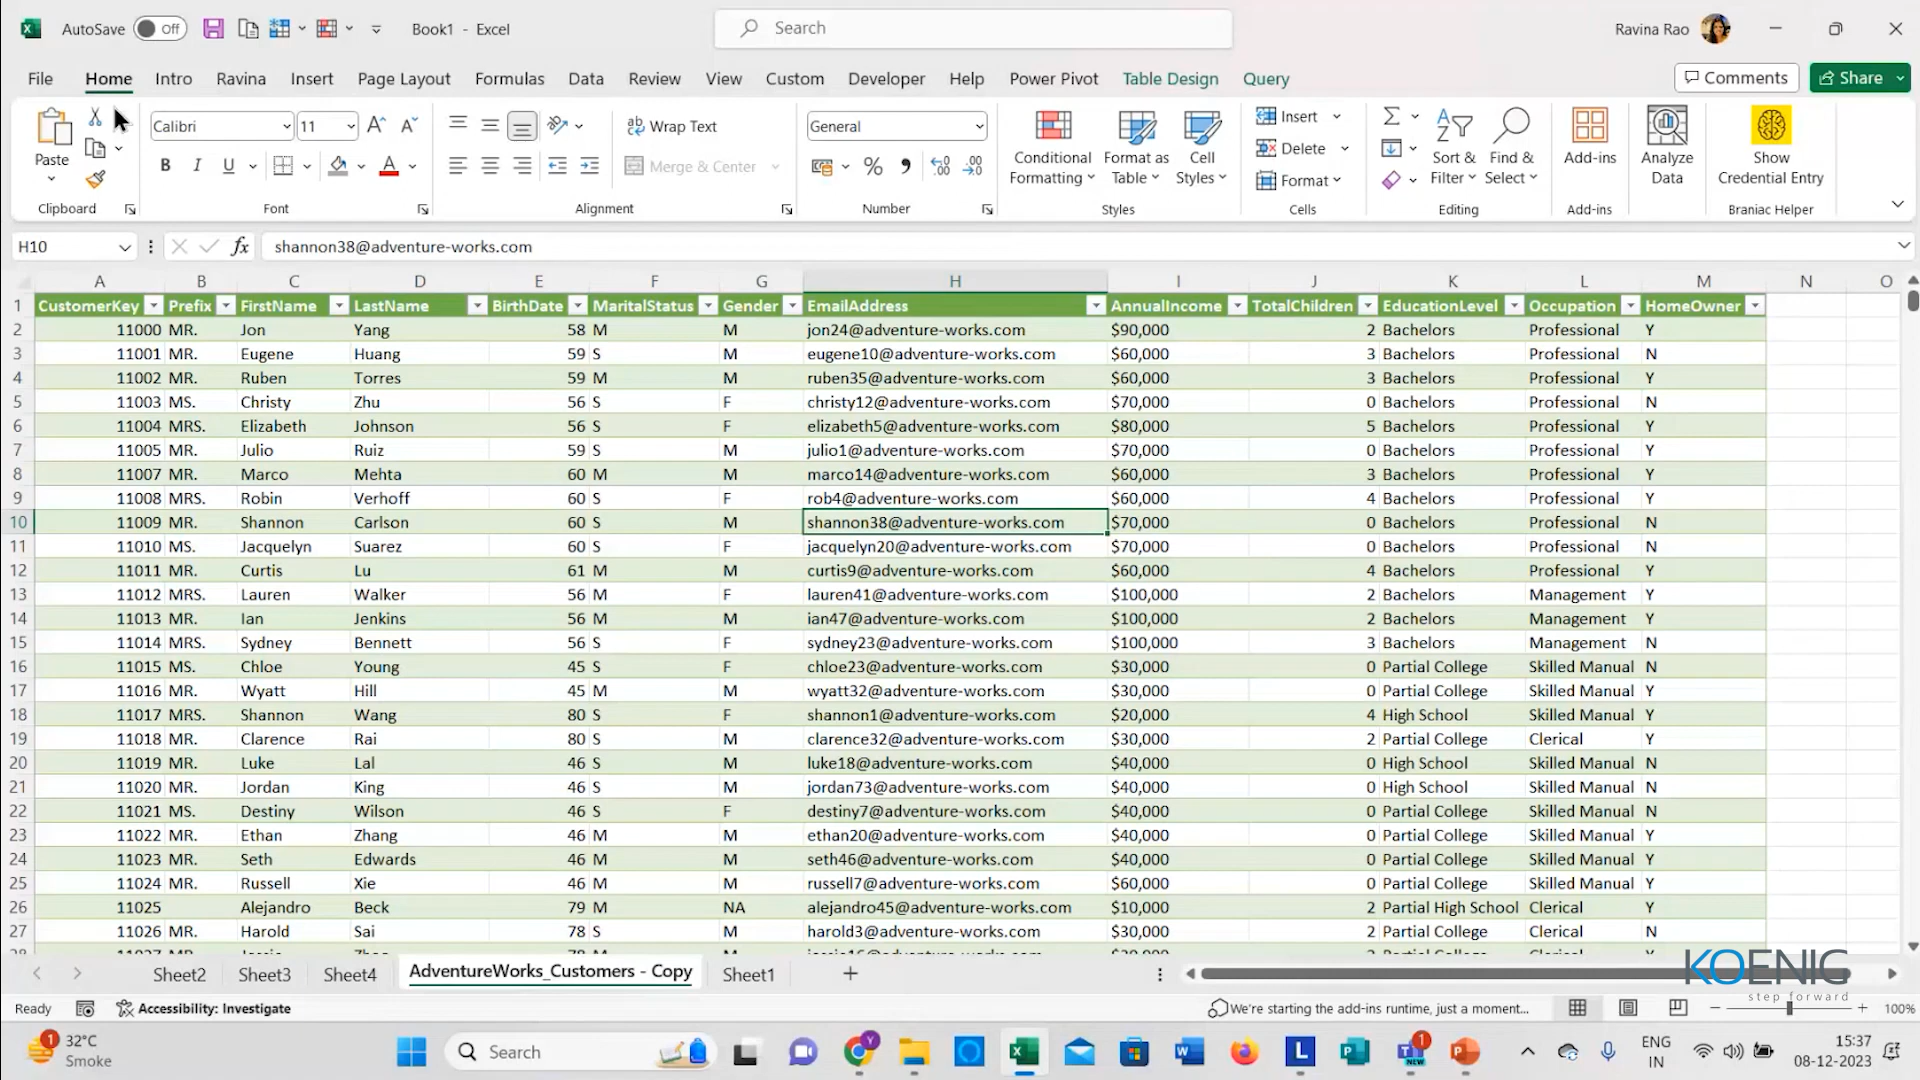 AutoSave Off Book1 - Excel Search Ravina Rao
File Home Intro Ravina Insert Page Layout Formulas Data Review View Custom Developer Help Power Pivot Table Design Query Comments Share
Paste Calibri 11 Wrap Text General Conditional Formatting Format as Table Cell Styles Insert Sort & Filter Find & Select Add-ins Analyze Data Show Credential Entry
B I U Merge & Center % Delete
Format
Clipboard Font Alignment Number Styles Cells Editing Add-ins Braniac Helper
H10 fx shannon38@adventure-works.com
A B C D E F G H I J K L M N O
1 CustomerKey Prefix FirstName LastName BirthDate MaritalStatus Gender EmailAddress AnnualIncome TotalChildren EducationLevel Occupation HomeOwner
2 11000 MR. Jon Yang 58 M M jon24@adventure-works.com $90,000 2 Bachelors Professional Y
3 11001 MR. Eugene Huang 59 S M eugene10@adventure-works.com $60,000 3 Bachelors Professional N
4 11002 MR. Ruben Torres 59 M M ruben35@adventure-works.com $60,000 3 Bachelors Professional Y
5 11003 MS. Christy Zhu 56 S F christy12@adventure-works.com $70,000 0 Bachelors Professional N
6 11004 MRS. Elizabeth Johnson 56 S F elizabeth5@adventure-works.com $80,000 5 Bachelors Professional Y
7 11005 MR. Julio Ruiz 59 S M julio1@adventure-works.com $70,000 0 Bachelors Professional Y
8 11007 MR. Marco Mehta 60 M M marco14@adventure-works.com $60,000 3 Bachelors Professional Y
9 11008 MRS. Robin Verhoff 60 S F rob4@adventure-works.com $60,000 4 Bachelors Professional Y
10 11009 MR. Shannon Carlson 60 S M shannon38@adventure-works.com $70,000 0 Bachelors Professional N
11 11010 MS. Jacquelyn Suarez 60 S F jacquelyn20@adventure-works.com $70,000 0 Bachelors Professional N
12 11011 MR. Curtis Lu 61 M M curtis9@adventure-works.com $60,000 4 Bachelors Professional Y
13 11012 MRS. Lauren Walker 56 M F lauren41@adventure-works.com $100,000 2 Bachelors Management Y
14 11013 MR. Ian Jenkins 56 M M ian47@adventure-works.com $100,000 2 Bachelors Management Y
15 11014 MRS. Sydney Bennett 56 S F sydney23@adventure-works.com $100,000 3 Bachelors Management N
16 11015 MS. Chloe Young 45 S F chloe23@adventure-works.com $30,000 0 Partial College Skilled Manual N
17 11016 MR. Wyatt Hill 45 M M wyatt32@adventure-works.com $30,000 0 Partial College Skilled Manual Y
18 11017 MRS. Shannon Wang 80 S F shannon1@adventure-works.com $20,000 4 High School Skilled Manual Y
19 11018 MR. Clarence Rai 80 S M clarence32@adventure-works.com $30,000 2 Partial College Clerical Y
20 11019 MR. Luke Lal 46 S M luke18@adventure-works.com $40,000 0 High School Skilled Manual N
21 11020 MR. Jordan King 46 S M jordan73@adventure-works.com $40,000 0 High School Skilled Manual N
22 11021 MS. Destiny Wilson 46 S F destiny7@adventure-works.com $40,000 0 Partial College Skilled Manual N
23 11022 MR. Ethan Zhang 46 M M ethan20@adventure-works.com $40,000 0 Partial College Skilled Manual Y
24 11023 MR. Seth Edwards 46 M M seth46@adventure-works.com $40,000 0 Partial College Skilled Manual Y
25 11024 MR. Russell Xie 46 M M russell7@adventure-works.com $60,000 0 Partial College Skilled Manual Y
26 11025 Alejandro Beck 79 M NA alejandro45@adventure-works.com $10,000 2 Partial High School Clerical Y
27 11026 MR. Harold Sai 78 S M harold3@adventure-works.com $30,000 2 Partial College Clerical N
Sheet2 Sheet3 Sheet4 AdventureWorks_Customers - Copy Sheet1
KOENIG
step forward
Ready Accessibility: Investigate We're starting the add-ins runtime, just a moment... 100%
32°C Smoke Search ENG IN 15:37 08-12-2023